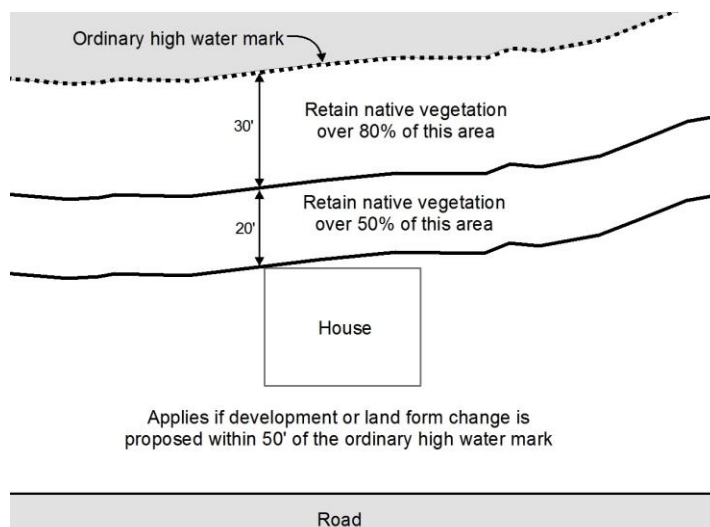 Ordinary high water mark
Retain native vegetation
over 80% of this area
30'
Retain native vegetation
over 50% of this area
20'
House
Applies if development or land form change is
proposed within 50' of the ordinary high water mark
Road